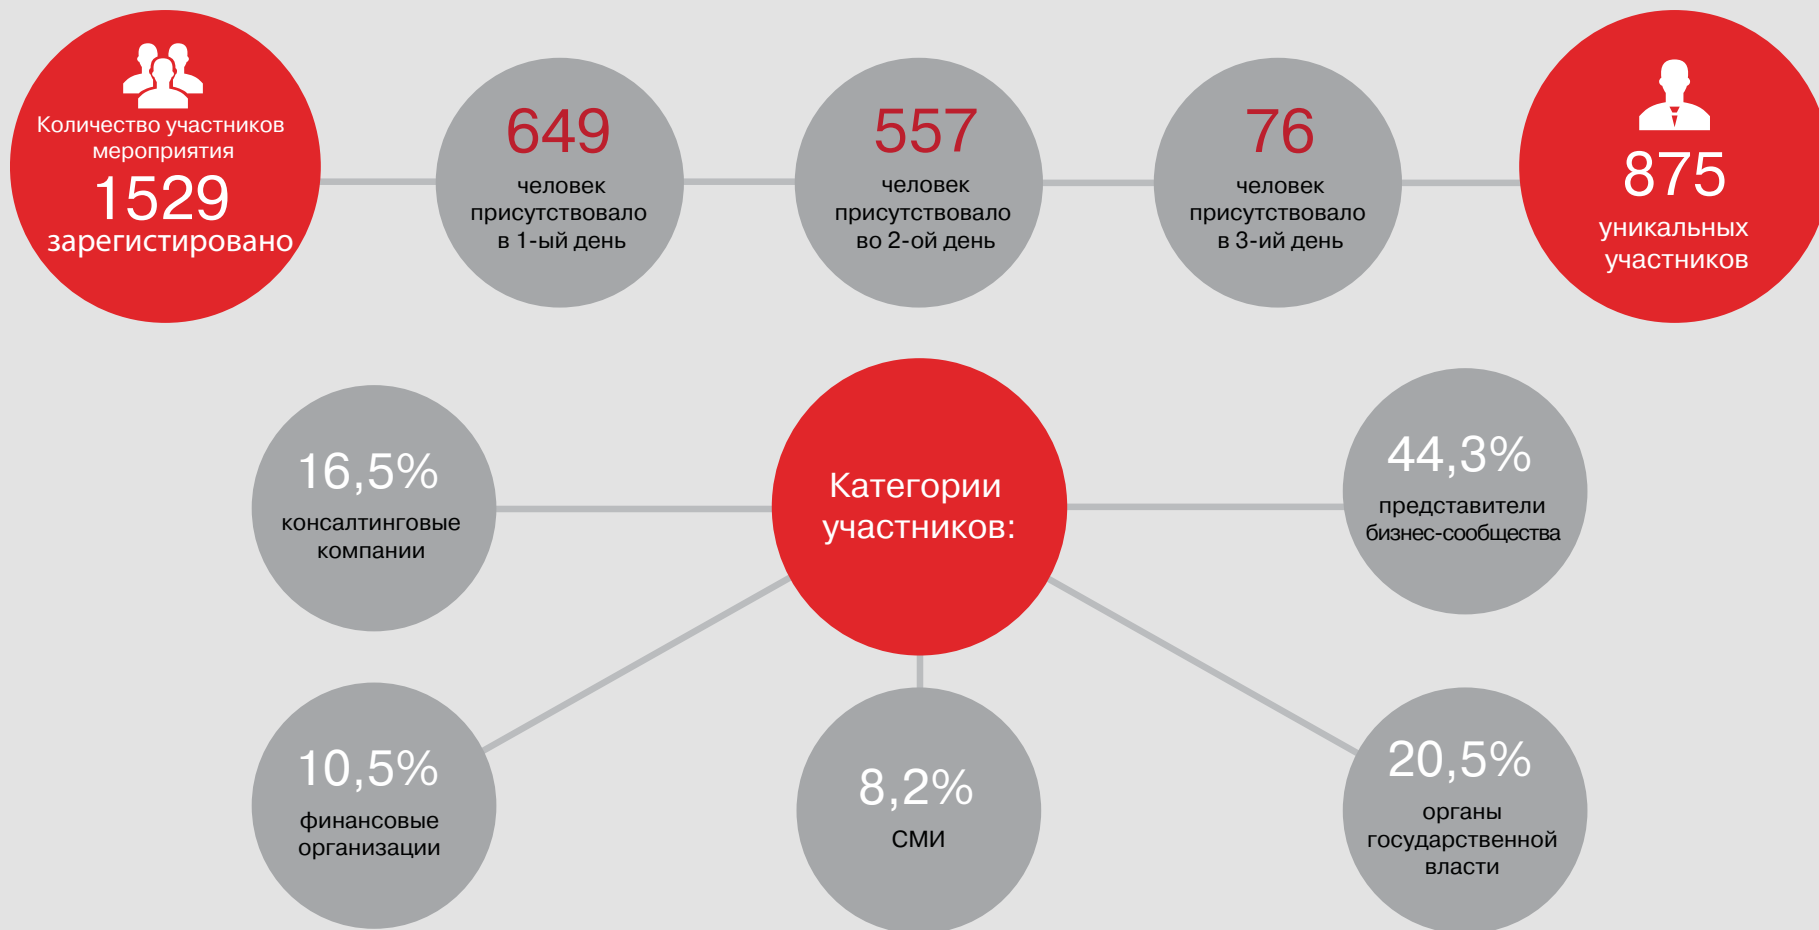 Количество участников
мероприятия
1529
зарегистировано
649
человек
присутствовало
в 1-ый день
557
человек
присутствовало
во 2-ой день
76
человек
присутствовало
в 3-ий день
875
уникальных
участников
16,5%
консалтинговые
компании
Категории
участников:
44,3%
представители
бизнес-сообщества
10,5%
финансовые
организации
8,2%
СМИ
20,5%
органы
государственной
власти